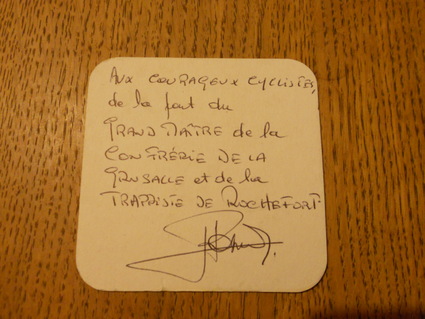 Aux courageux cyclistes,
de la part du
Grand Maître de la
Confrérie de la
Grusalle et de la
Trappiste de Rochefort